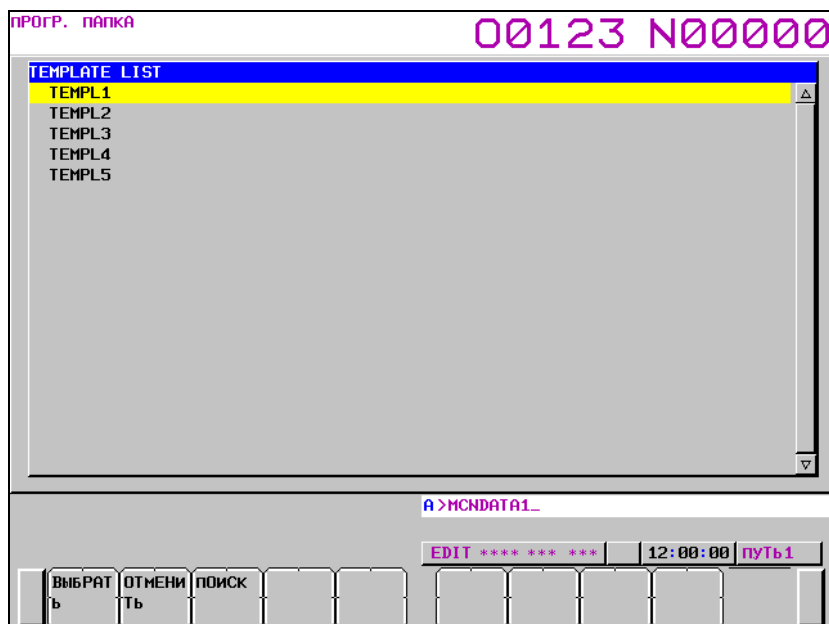 ПРОГР. ПАПКА
O0123 N00000
TEMPLATE LIST
TEMPL1
TEMPL2
TEMPL3
TEMPL4
TEMPL5
A>MCNDATA1_
EDIT **** *** ***
12:00:00
ПУТЬ1
ВЫБРАТ
Ь
ОТМЕНИ
ТЬ
ПОИСК